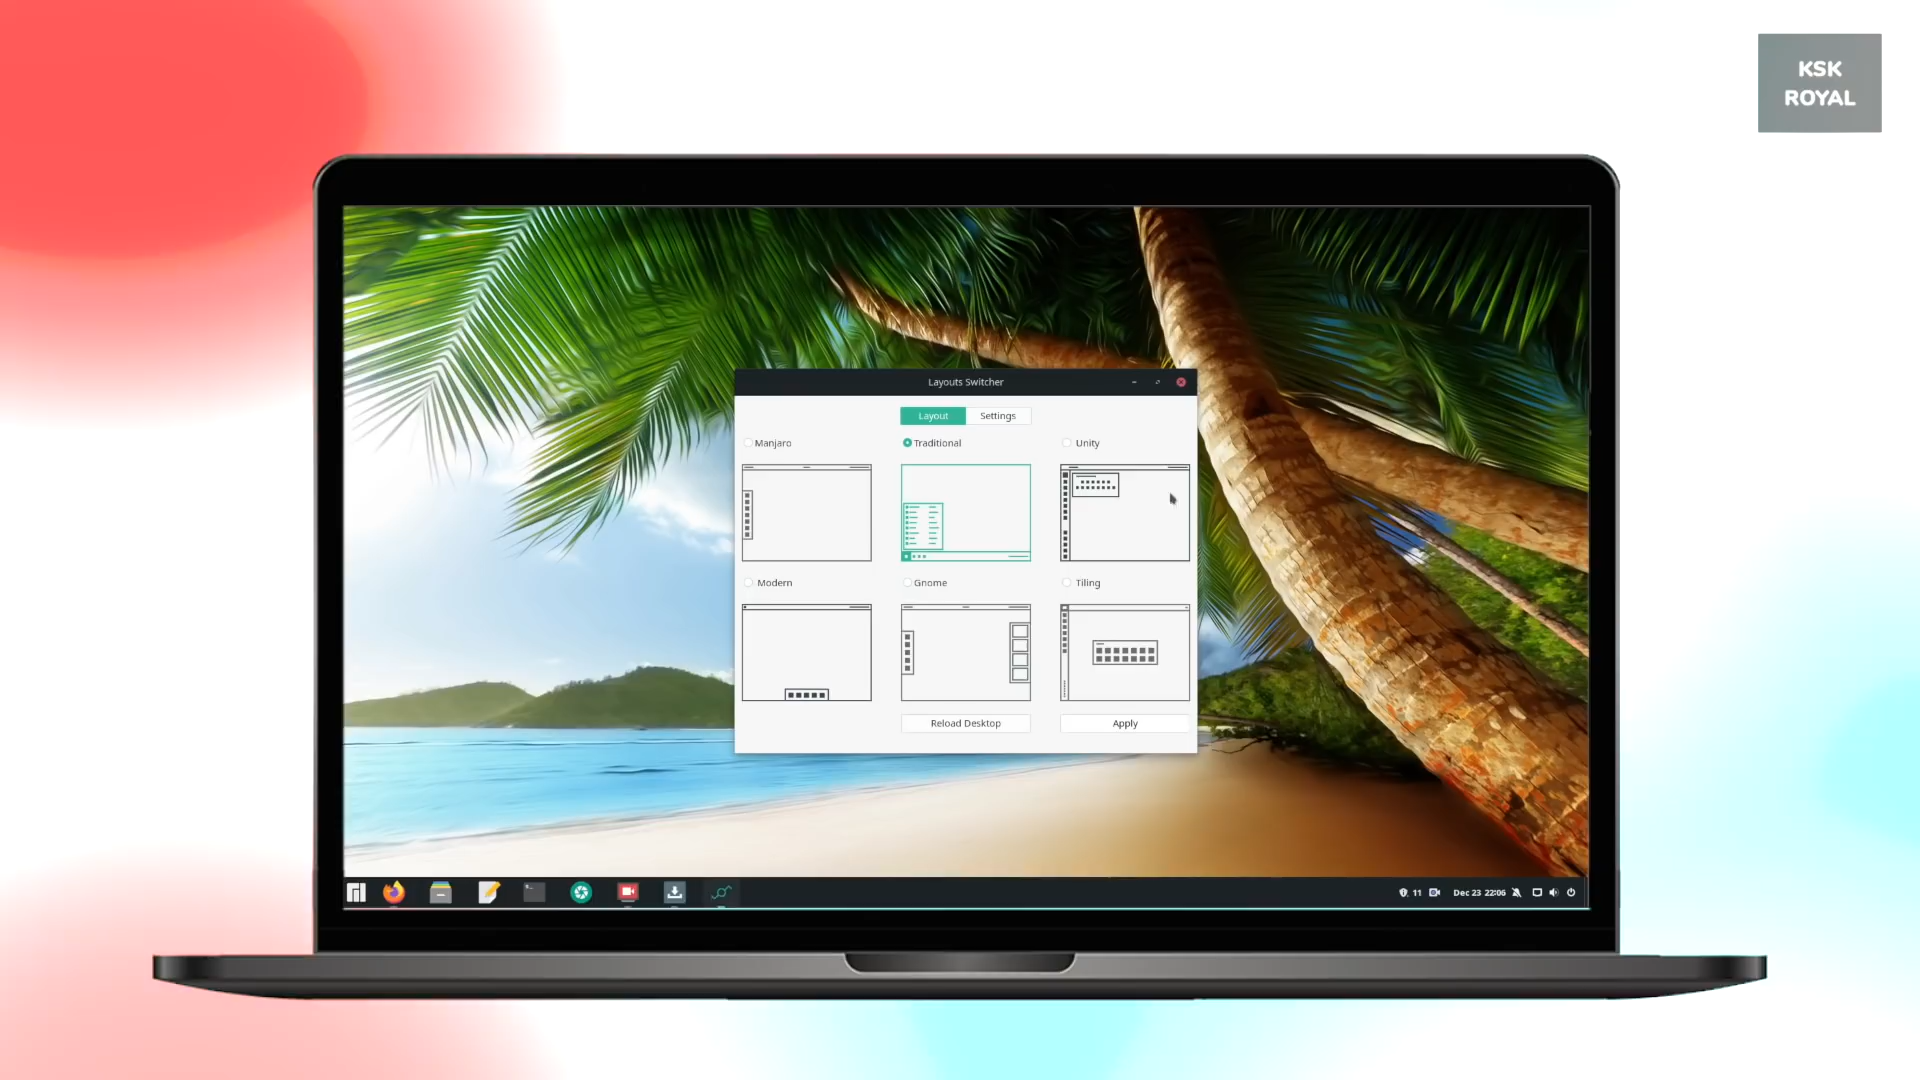 KSK
ROYAL
Layouts Switcher
Layout Settings
Manjaro Traditional Unity
Modern Gnome Tiling
Reload Desktop Apply
11 Dec 23 22:06